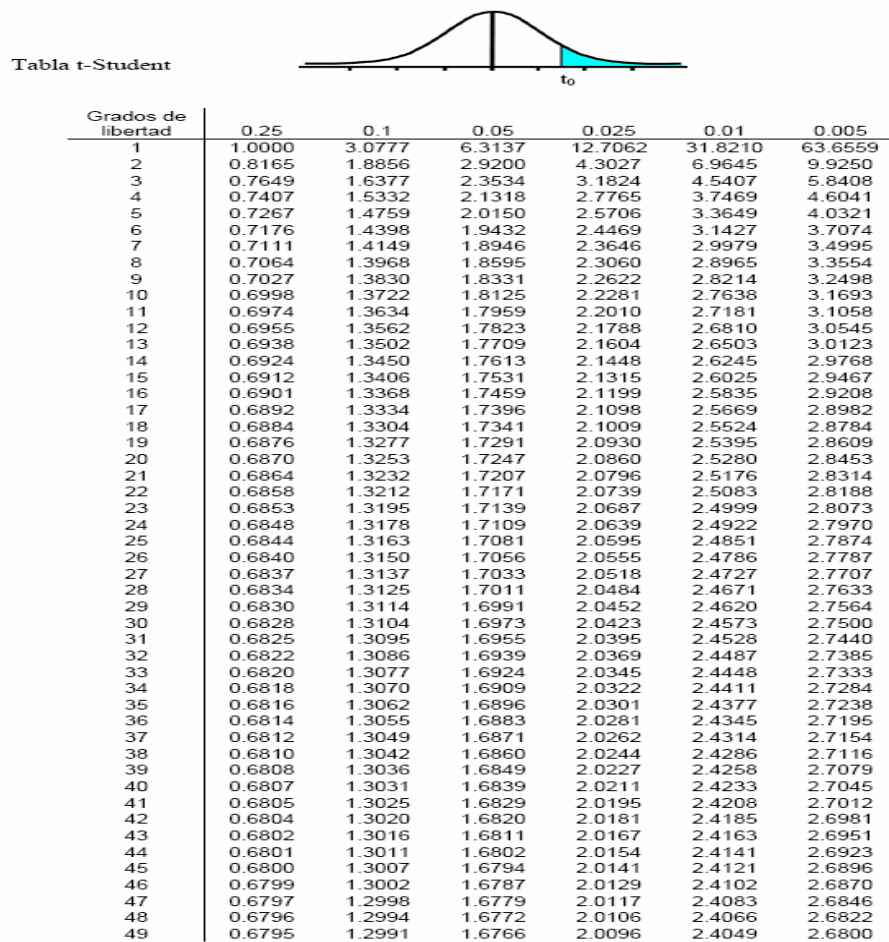 Tabla t-Student
t₀
Grados de
libertad 0.25 0.1 0.05 0.025 0.01 0.005
1 1.0000 3.0777 6.3137 12.7062 31.8210 63.6559
2 0.8165 1.8856 2.9200 4.3027 6.9645 9.9250
3 0.7649 1.6377 2.3534 3.1824 4.5407 5.8408
4 0.7407 1.5332 2.1318 2.7765 3.7469 4.6041
5 0.7267 1.4759 2.0150 2.5706 3.3649 4.0321
6 0.7176 1.4398 1.9432 2.4469 3.1427 3.7074
7 0.7111 1.4149 1.8946 2.3646 2.9979 3.4995
8 0.7064 1.3968 1.8595 2.3060 2.8965 3.3554
9 0.7027 1.3830 1.8331 2.2622 2.8214 3.2498
10 0.6998 1.3722 1.8125 2.2281 2.7638 3.1693
11 0.6974 1.3634 1.7959 2.2010 2.7181 3.1058
12 0.6955 1.3562 1.7823 2.1788 2.6810 3.0545
13 0.6938 1.3502 1.7709 2.1604 2.6503 3.0123
14 0.6924 1.3450 1.7613 2.1448 2.6245 2.9768
15 0.6912 1.3406 1.7531 2.1315 2.6025 2.9467
16 0.6901 1.3368 1.7459 2.1199 2.5835 2.9208
17 0.6892 1.3334 1.7396 2.1098 2.5669 2.8982
18 0.6884 1.3304 1.7341 2.1009 2.5524 2.8784
19 0.6876 1.3277 1.7291 2.0930 2.5395 2.8609
20 0.6870 1.3253 1.7247 2.0860 2.5280 2.8453
21 0.6864 1.3232 1.7207 2.0796 2.5176 2.8314
22 0.6858 1.3212 1.7171 2.0739 2.5083 2.8188
23 0.6853 1.3195 1.7139 2.0687 2.4999 2.8073
24 0.6848 1.3178 1.7109 2.0639 2.4922 2.7970
25 0.6844 1.3163 1.7081 2.0595 2.4851 2.7874
26 0.6840 1.3150 1.7056 2.0555 2.4786 2.7787
27 0.6837 1.3137 1.7033 2.0518 2.4727 2.7707
28 0.6834 1.3125 1.7011 2.0484 2.4671 2.7633
29 0.6830 1.3114 1.6991 2.0452 2.4620 2.7564
30 0.6828 1.3104 1.6973 2.0423 2.4573 2.7500
31 0.6825 1.3095 1.6955 2.0395 2.4528 2.7440
32 0.6822 1.3086 1.6939 2.0369 2.4487 2.7385
33 0.6820 1.3077 1.6924 2.0345 2.4448 2.7333
34 0.6818 1.3070 1.6909 2.0322 2.4411 2.7284
35 0.6816 1.3062 1.6896 2.0301 2.4377 2.7238
36 0.6814 1.3055 1.6883 2.0281 2.4345 2.7195
37 0.6812 1.3049 1.6871 2.0262 2.4314 2.7154
38 0.6810 1.3042 1.6860 2.0244 2.4286 2.7116
39 0.6808 1.3036 1.6849 2.0227 2.4258 2.7079
40 0.6807 1.3031 1.6839 2.0211 2.4233 2.7045
41 0.6805 1.3025 1.6829 2.0195 2.4208 2.7012
42 0.6804 1.3020 1.6820 2.0181 2.4185 2.6981
43 0.6802 1.3016 1.6811 2.0167 2.4163 2.6951
44 0.6801 1.3011 1.6802 2.0154 2.4141 2.6923
45 0.6800 1.3007 1.6794 2.0141 2.4121 2.6896
46 0.6799 1.3002 1.6787 2.0129 2.4102 2.6870
47 0.6797 1.2998 1.6779 2.0117 2.4083 2.6846
48 0.6796 1.2994 1.6772 2.0106 2.4066 2.6822
49 0.6795 1.2991 1.6766 2.0096 2.4049 2.6800